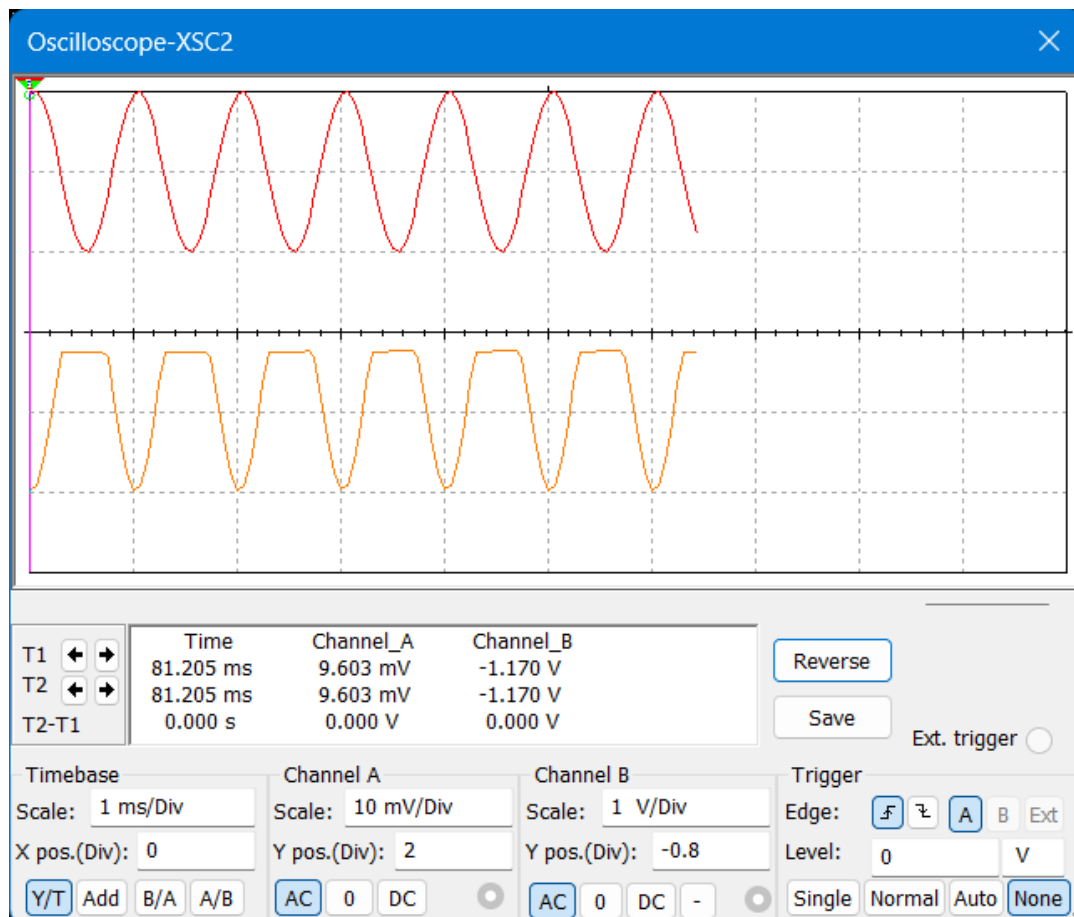 Oscilloscope-XSC2
Time Channel_A Channel_B
T1 81.205 ms 9.603 mV -1.170 V
T2 81.205 ms 9.603 mV -1.170 V
T2-T1 0.000 s 0.000 V 0.000 V
Reverse
Save
Ext. trigger
Timebase
Scale: 1 ms/Div
X pos.(Div): 0
Y/T Add B/A A/B
Channel A
Scale: 10 mV/Div
Y pos.(Div): 2
AC 0 DC
Channel B
Scale: 1 V/Div
Y pos.(Div): -0.8
AC 0 DC -
Trigger
Edge: A B Ext
Level: 0 V
Single Normal Auto None